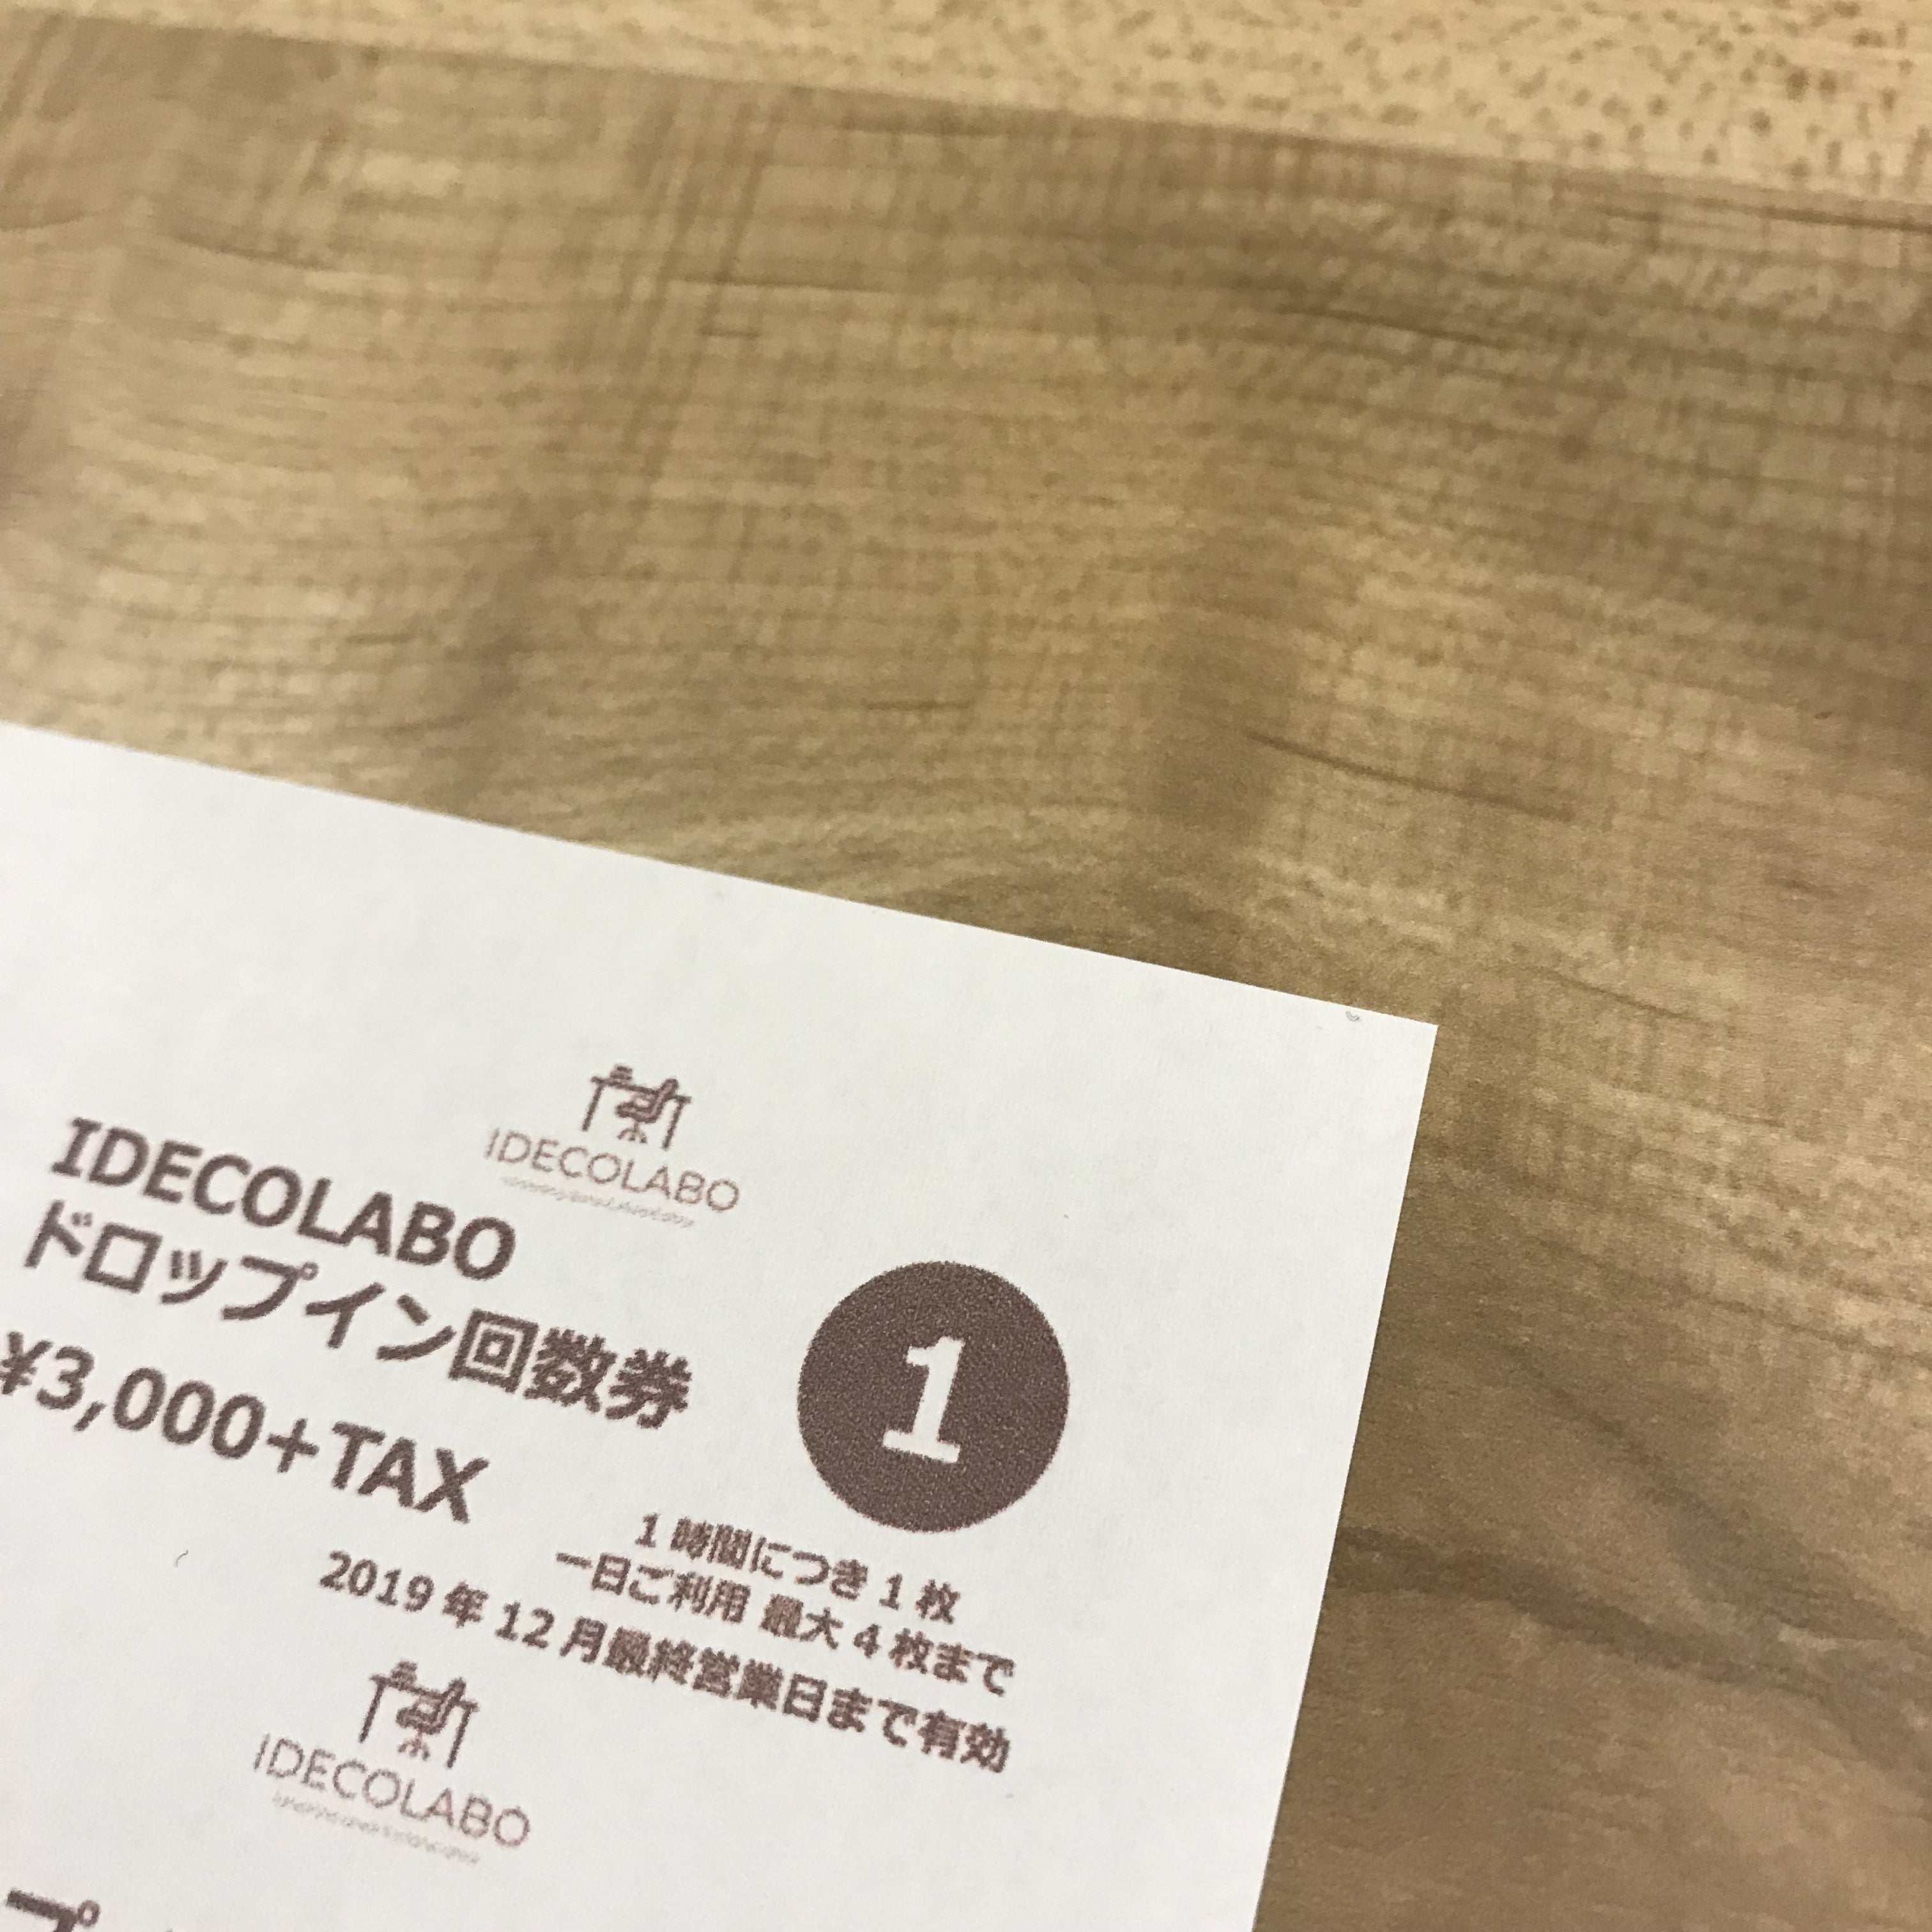 IDECOLABO
IDECOLABO
ドロップイン回数券
¥3,000+TAX
1
1時間につき1枚
一日ご利用 最大4枚まで
2019年12月最終営業日まで有効
IDECOLABO
プ